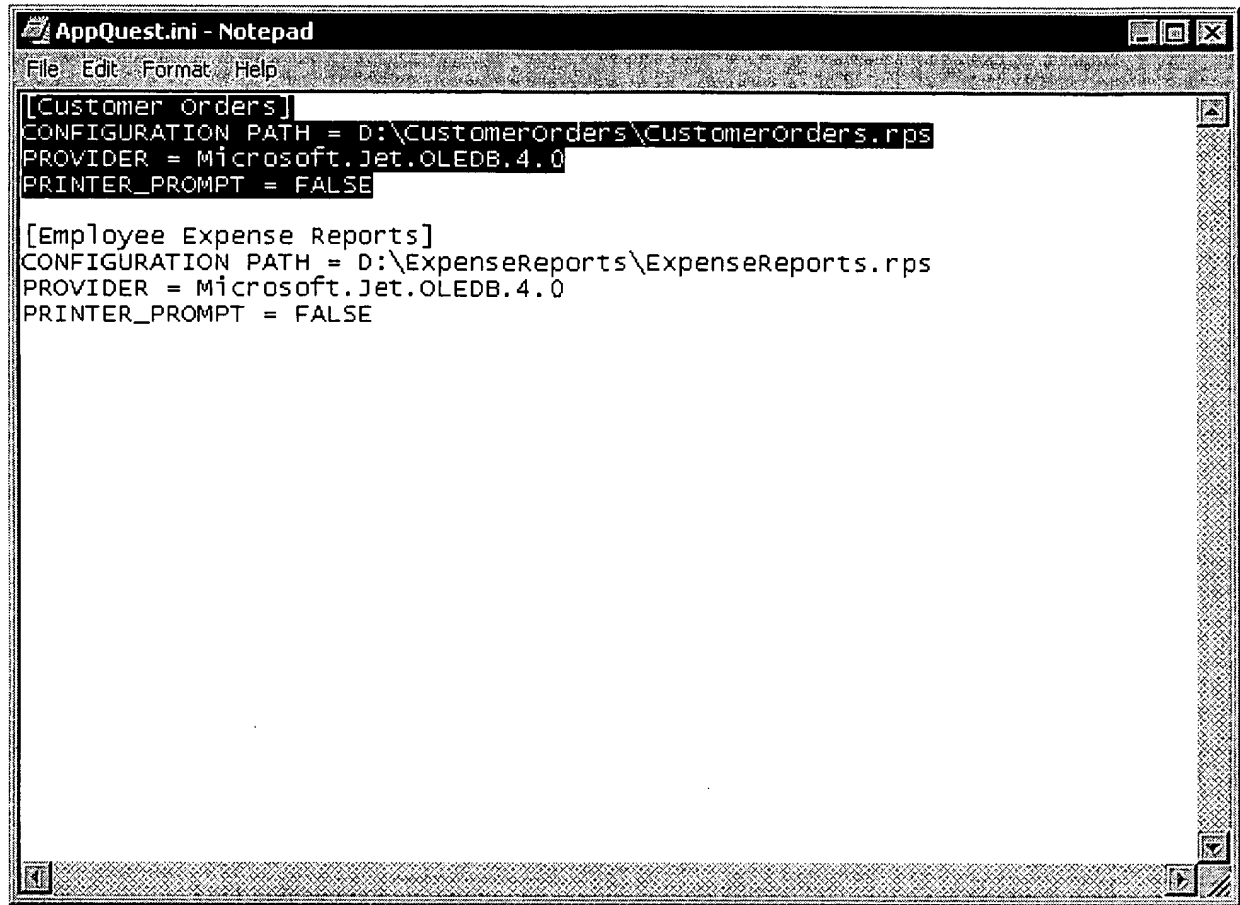 AppQuest.ini - Notepad
File Edit Format Help
[Customer Orders]
CONFIGURATION PATH = D:\CustomerOrders\CustomerOrders.rps
PROVIDER = Microsoft.Jet.OLEDB.4.0
PRINTER_PROMPT = FALSE
[Employee Expense Reports]
CONFIGURATION PATH = D:\ExpenseReports\ExpenseReports.rps
PROVIDER = Microsoft.Jet.OLEDB.4.0
PRINTER_PROMPT = FALSE